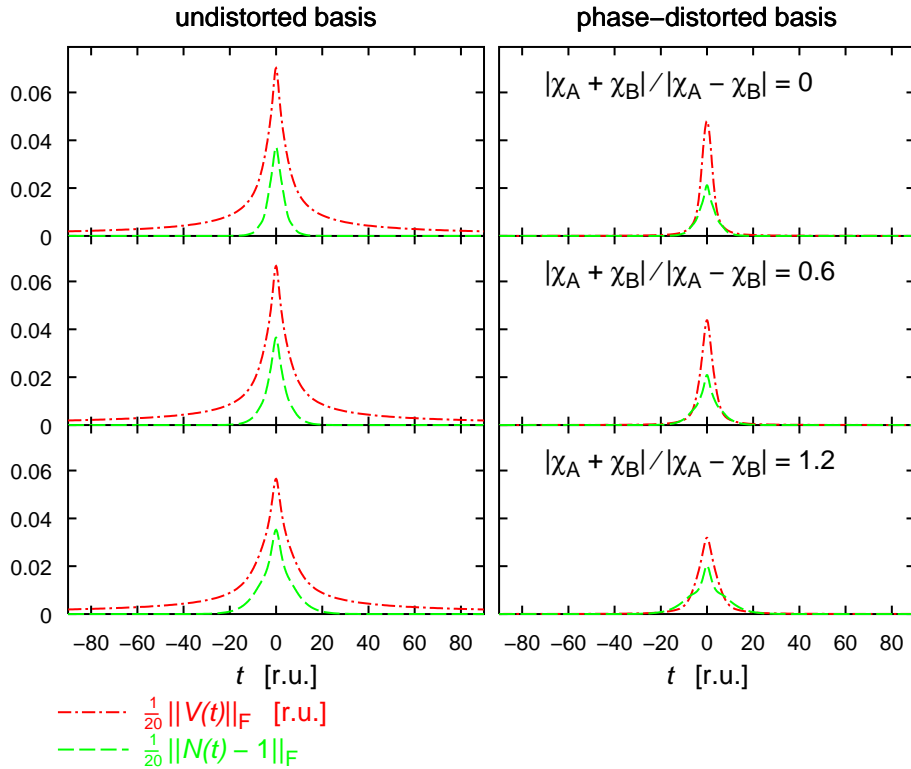 undistorted basis
phase−distorted basis
0.06
0.04
0.02
0
|χA + χB| / |χA − χB| = 0
0.06
0.04
0.02
0
|χA + χB| / |χA − χB| = 0.6
0.06
0.04
0.02
0
|χA + χB| / |χA − χB| = 1.2
−80 −60 −40 −20 0 20 40 60 80
−80 −60 −40 −20 0 20 40 60 80
t [r.u.]
t [r.u.]
1/20 ||V(t)||F [r.u.]
1/20 ||N(t) − 1||F